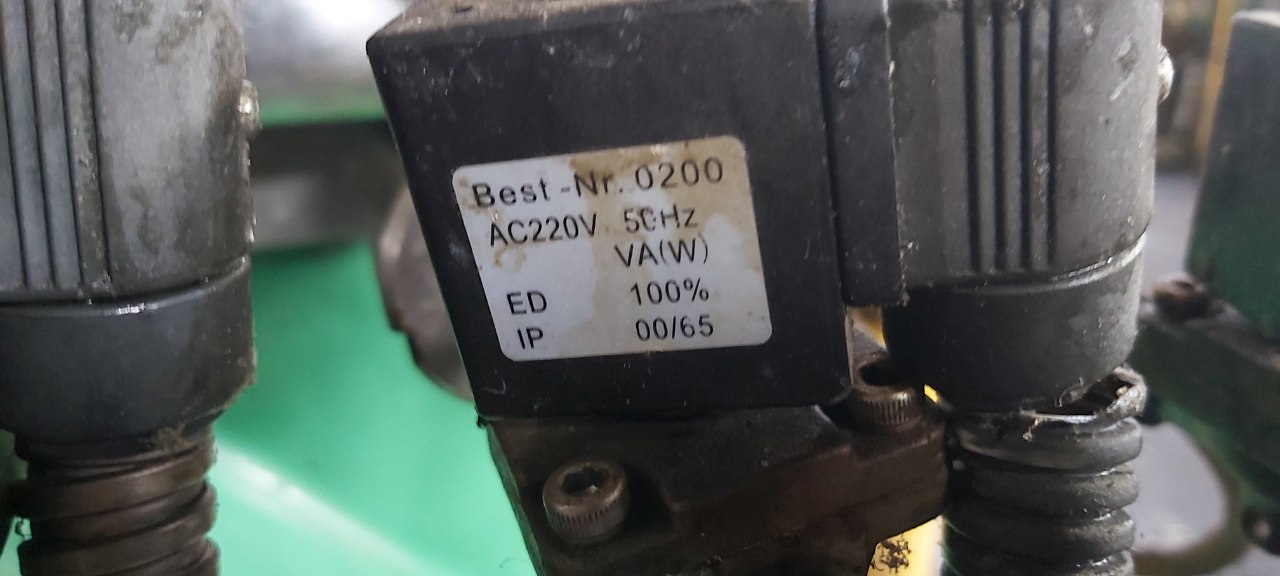 Best-Nr. 0200
AC220V 50Hz
VA(W)
ED 100%
IP 00/65